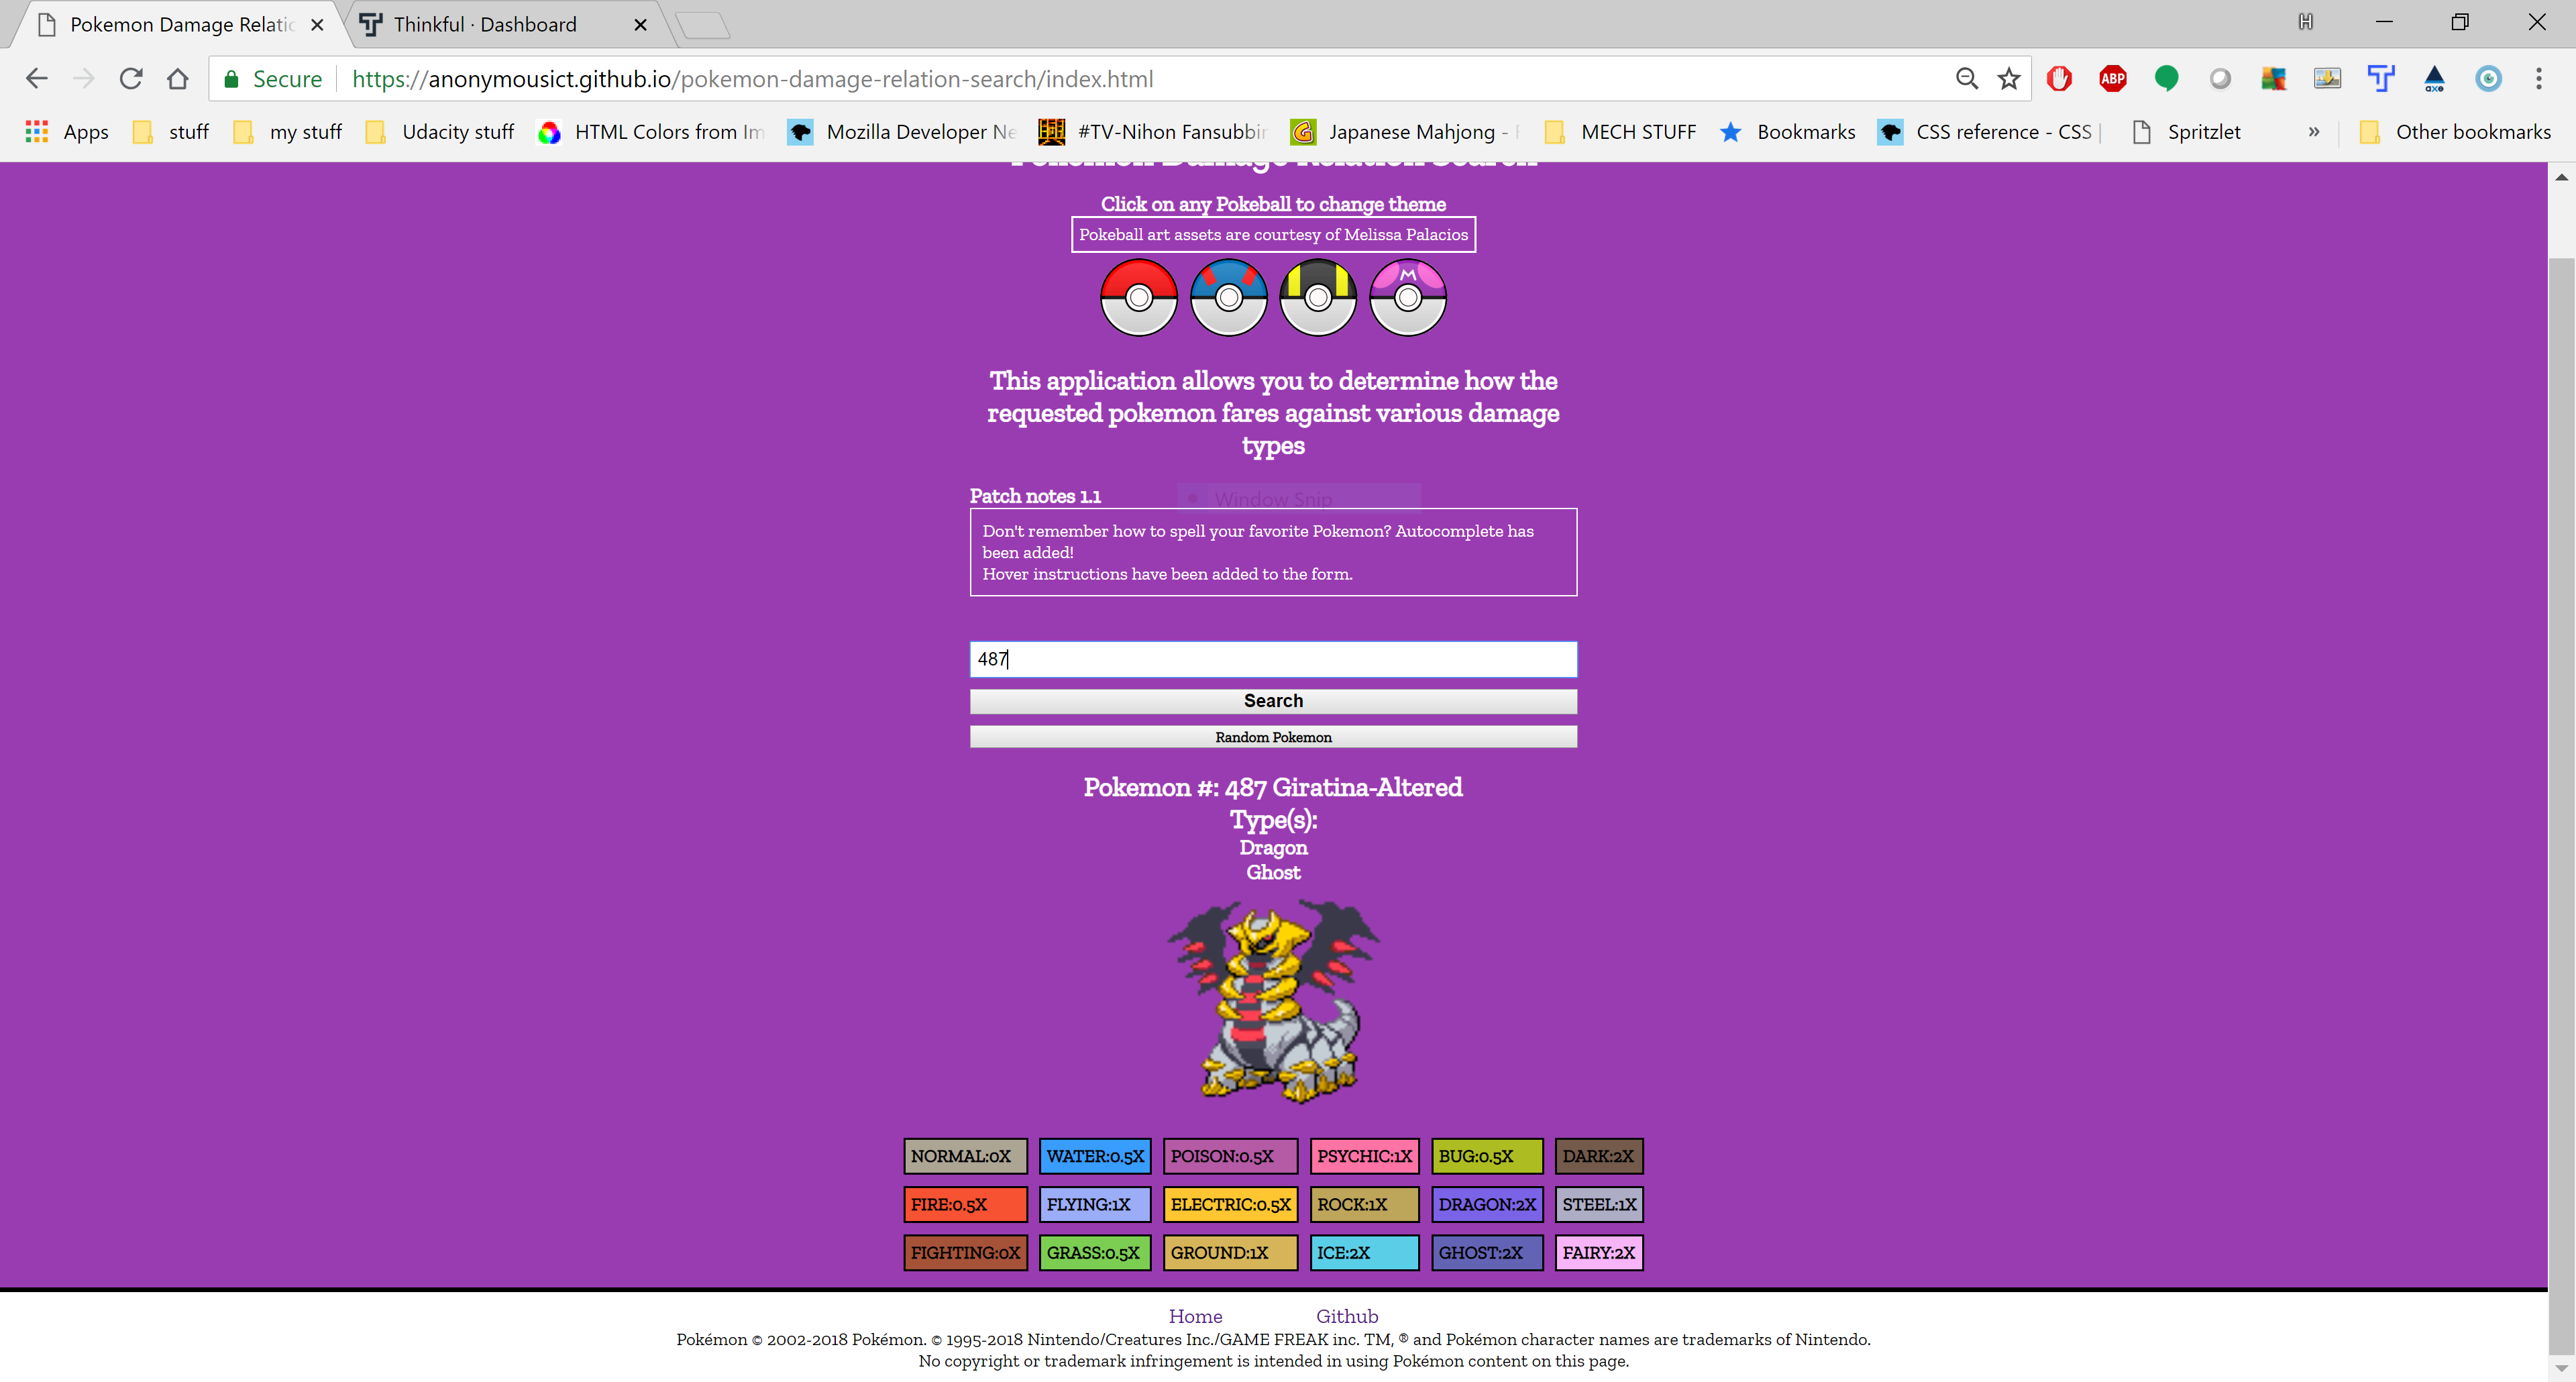 Pokemon Damage Relatic
Thinkful · Dashboard
Secure
https://anonymousict.github.io/pokemon-damage-relation-search/index.html
ABP
axe
Apps
stuff
my stuff
Udacity stuff
HTML Colors from Im
Mozilla Developer Ne
#TV-Nihon Fansubbin
Japanese Mahjong -
MECH STUFF
Bookmarks
CSS reference - CSS |
Spritzlet
»
Other bookmarks
Pokemon Damage Relation Search
Click on any Pokeball to change theme
Pokeball art assets are courtesy of Melissa Palacios
M
This application allows you to determine how the
requested pokemon fares against various damage
types
Patch notes 1.1
Window Snip
Don't remember how to spell your favorite Pokemon? Autocomplete has
been added!
Hover instructions have been added to the form.
487
Search
Random Pokemon
Pokemon #: 487 Giratina-Altered
Type(s):
Dragon
Ghost
NORMAL:0X WATER:0.5X POISON:0.5X PSYCHIC:1X BUG:0.5X DARK:2X
FIRE:0.5X FLYING:1X ELECTRIC:0.5X ROCK:1X DRAGON:2X STEEL:1X
FIGHTING:0X GRASS:0.5X GROUND:1X ICE:2X GHOST:2X FAIRY:2X
Home Github
Pokémon © 2002-2018 Pokémon. © 1995-2018 Nintendo/Creatures Inc./GAME FREAK inc. TM, ® and Pokémon character names are trademarks of Nintendo.
No copyright or trademark infringement is intended in using Pokémon content on this page.